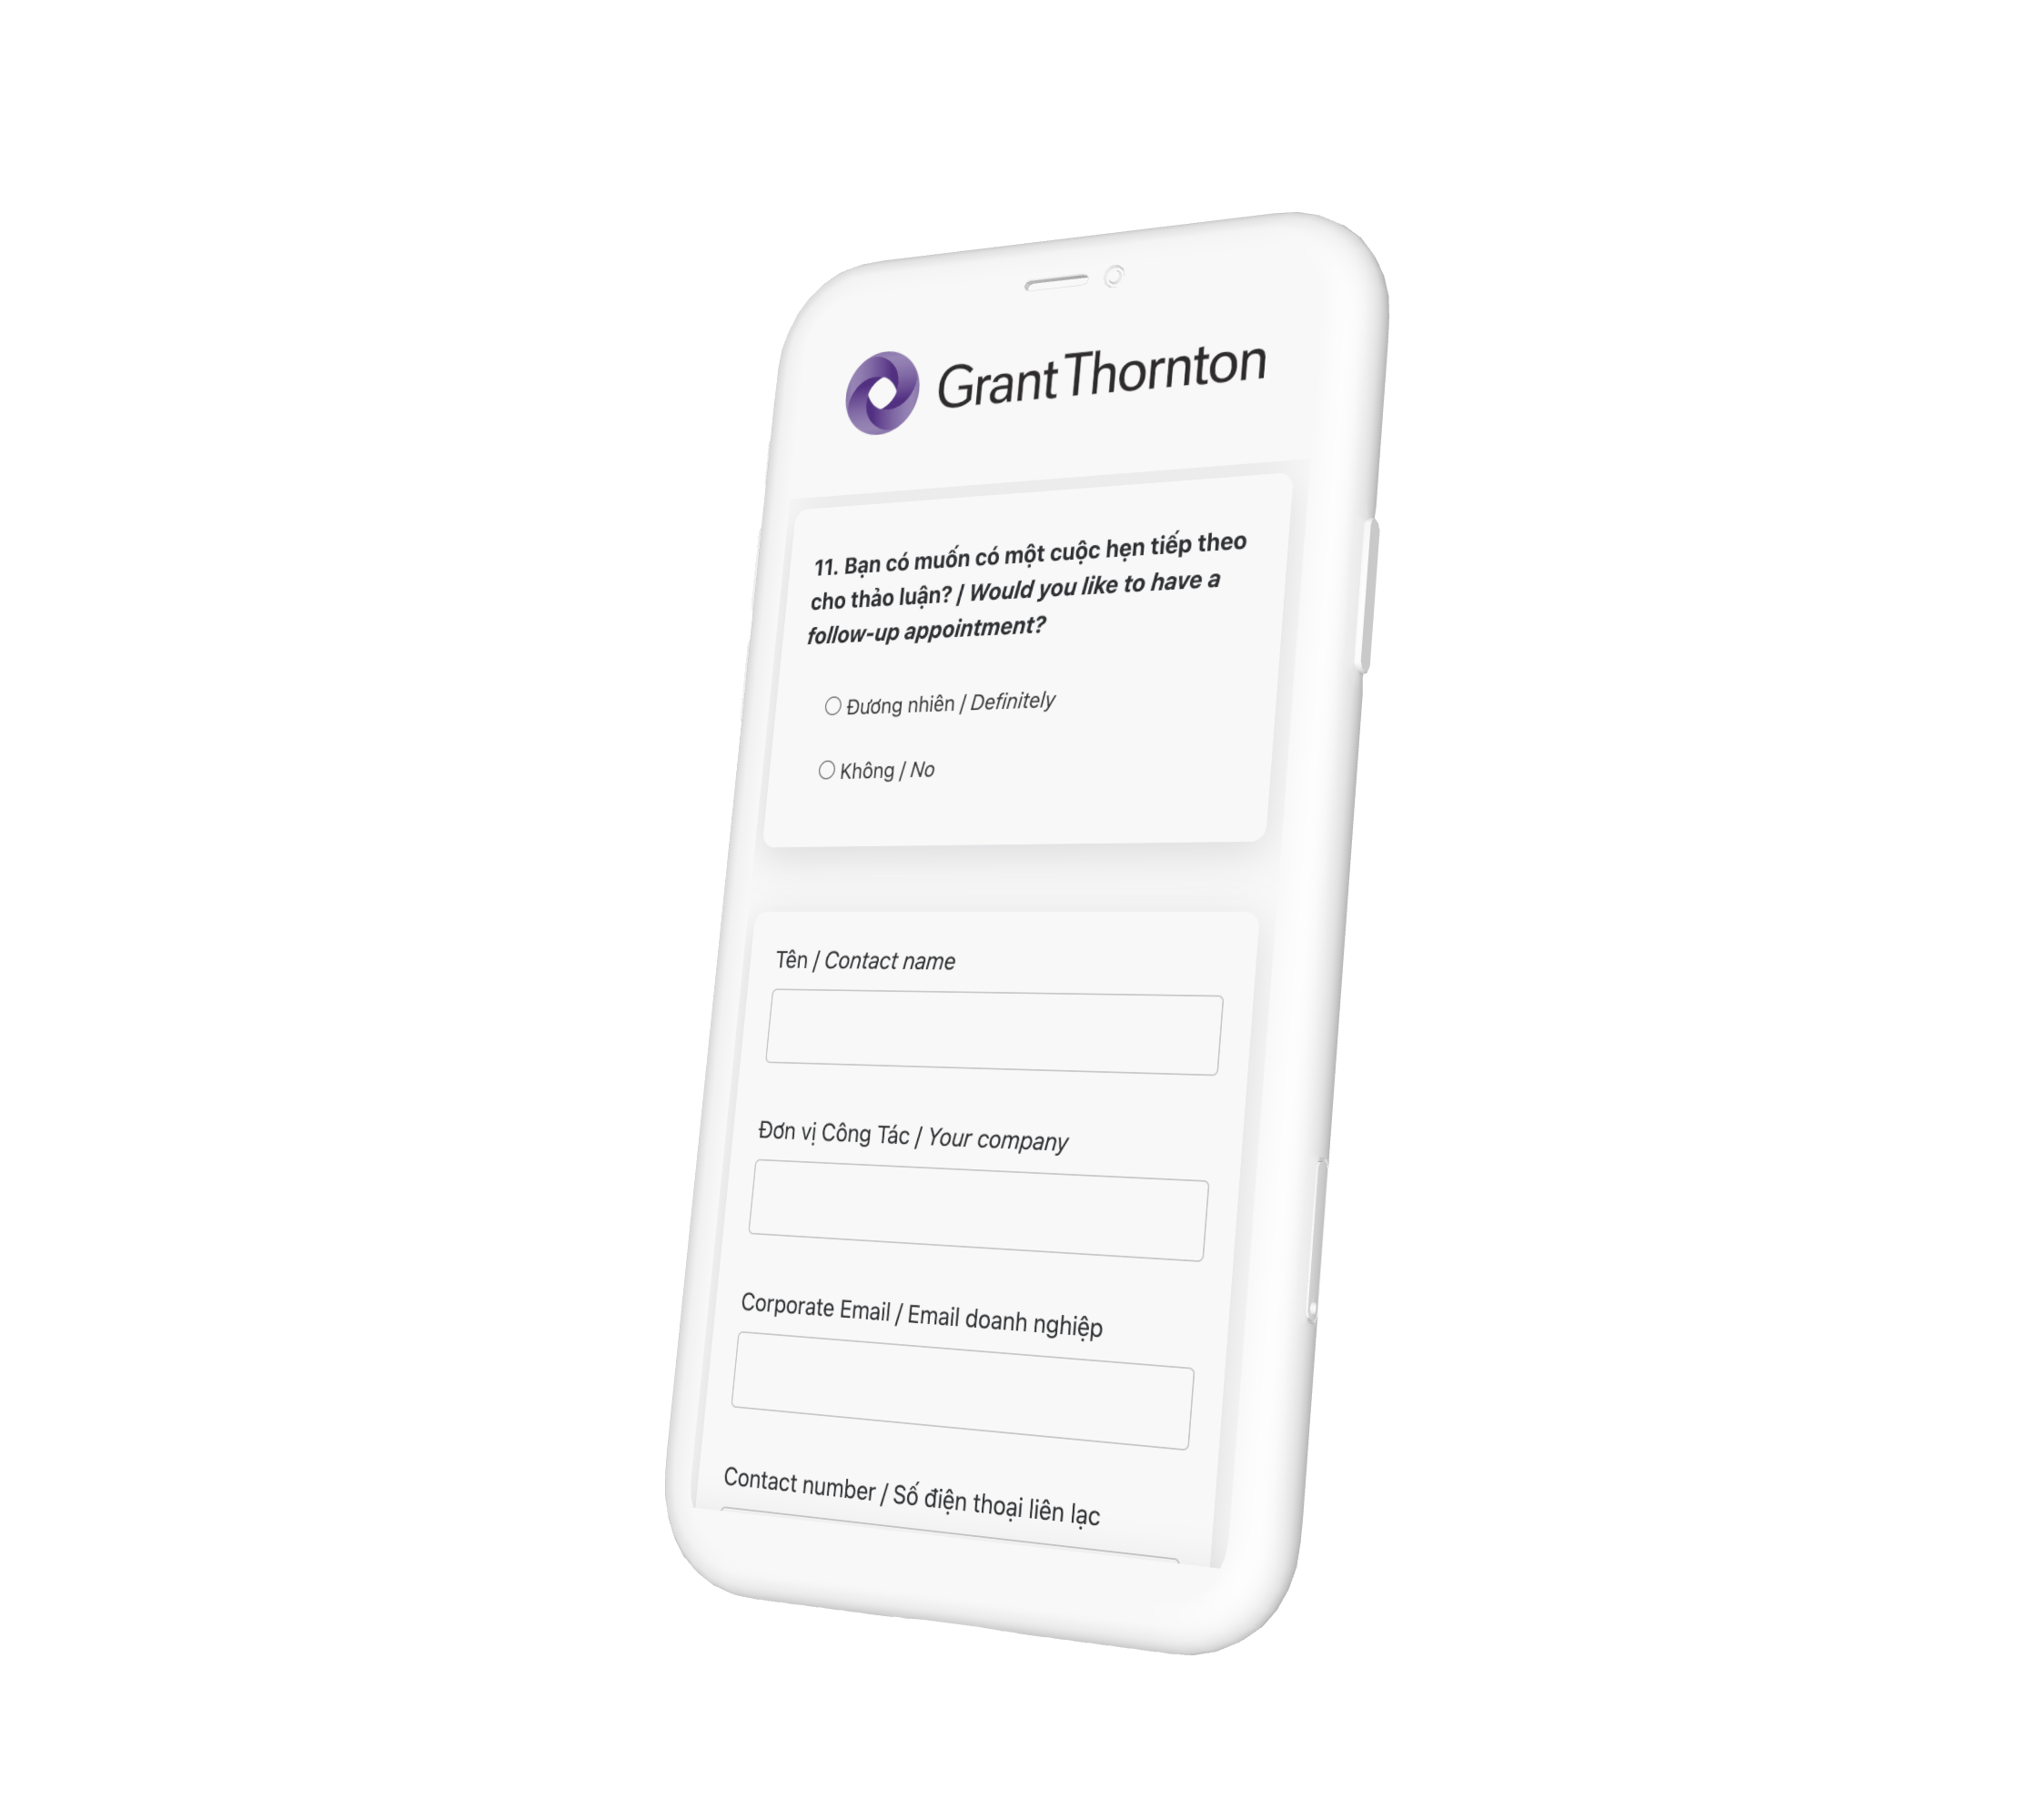 Grant Thornton
11. Bạn có muốn có một cuộc hẹn tiếp theo
cho thảo luận? / Would you like to have a
follow-up appointment?
Đương nhiên / Definitely
Không / No
Tên / Contact name
Đơn vị Công Tác / Your company
Corporate Email / Email doanh nghiệp
Contact number / Số điện thoại liên lạc